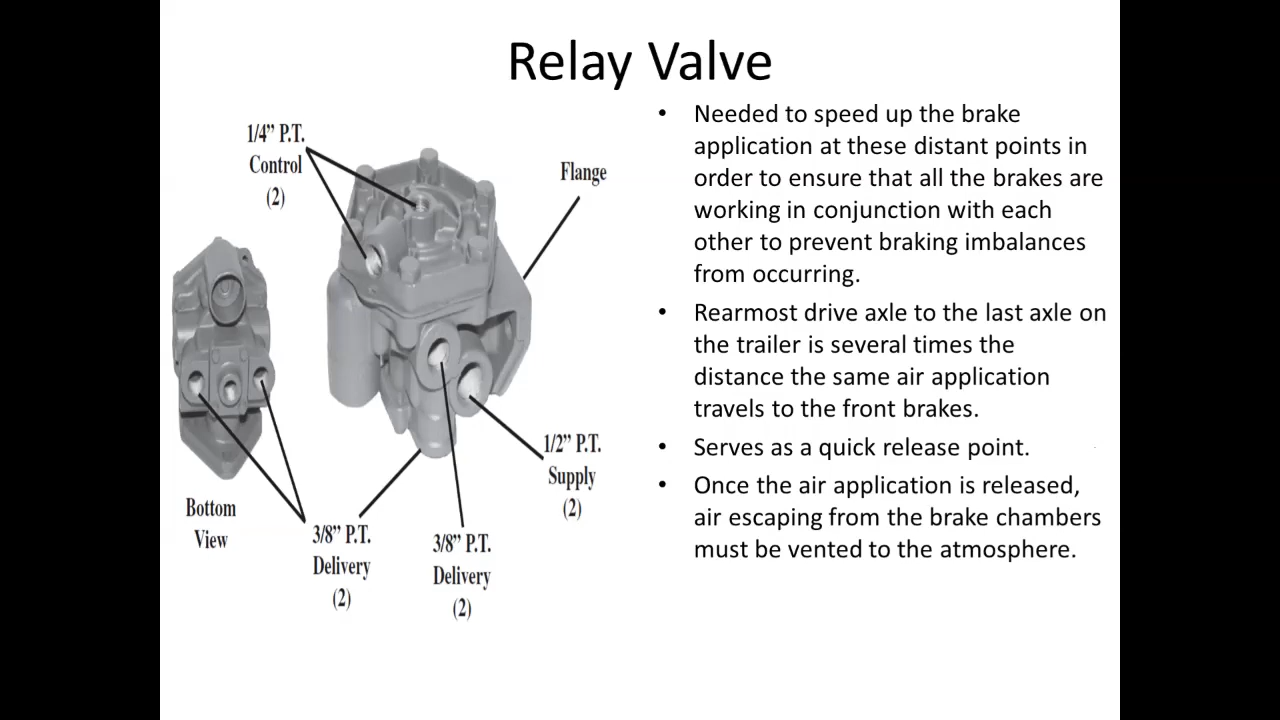 Relay Valve
1/4” P.T.
Control
(2)
Flange
1/2” P.T.
Supply
(2)
Bottom
View
3/8” P.T.
Delivery
(2)
3/8” P.T.
Delivery
(2)
• Needed to speed up the brake
application at these distant points in
order to ensure that all the brakes are
working in conjunction with each
other to prevent braking imbalances
from occurring.
• Rearmost drive axle to the last axle on
the trailer is several times the
distance the same air application
travels to the front brakes.
• Serves as a quick release point.
• Once the air application is released,
air escaping from the brake chambers
must be vented to the atmosphere.